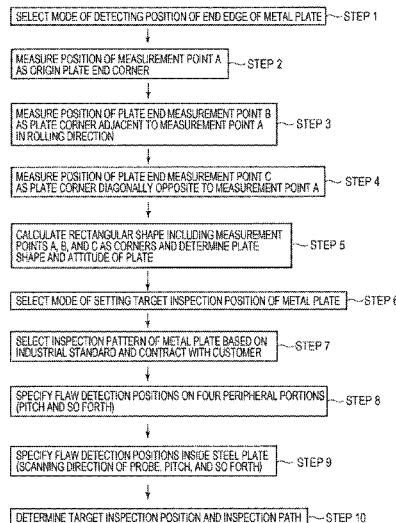 SELECT MODE OF DETECTING POSITION OF END EDGE OF METAL PLATE STEP 1
MEASURE POSITION OF MEASUREMENT POINT A
AS ORIGIN PLATE END CORNER
STEP 2
MEASURE POSITION OF PLATE END MEASUREMENT POINT B
AS PLATE CORNER ADJACENT TO MEASUREMENT POINT A
IN ROLLING DIRECTION
STEP 3
MEASURE POSITION OF PLATE END MEASUREMENT POINT C
AS PLATE CORNER DIAGONALLY OPPOSITE TO MEASUREMENT POINT A
STEP 4
CALCULATE RECTANGULAR SHAPE INCLUDING MEASUREMENT
POINTS A, B, AND C AS CORNERS AND DETERMINE PLATE
SHAPE AND ATTITUDE OF PLATE
STEP 5
SELECT MODE OF SETTING TARGET INSPECTION POSITION OF METAL PLATE STEP 6
SELECT INSPECTION PATTERN OF METAL PLATE BASED ON
INDUSTRIAL STANDARD AND CONTRACT WITH CUSTOMER
STEP 7
SPECIFY FLAW DETECTION POSITIONS ON FOUR PERIPHERAL PORTIONS
(PITCH AND SO FORTH)
STEP 8
SPECIFY FLAW DETECTION POSITIONS INSIDE STEEL PLATE
(SCANNING DIRECTION OF PROBE, PITCH, AND SO FORTH)
STEP 9
DETERMINE TARGET INSPECTION POSITION AND INSPECTION PATH STEP 10